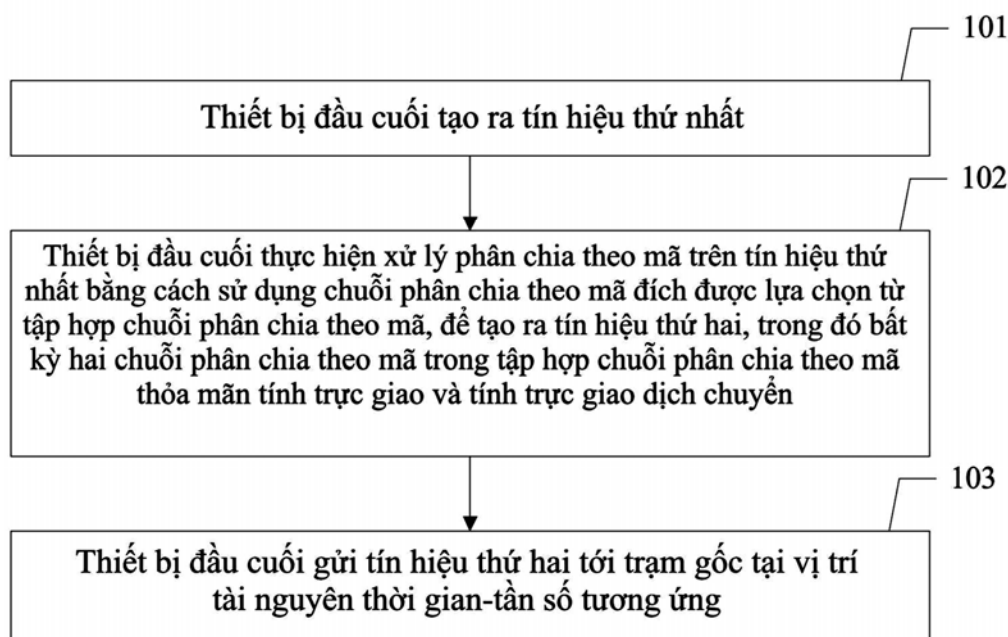 101
Thiết bị đầu cuối tạo ra tín hiệu thứ nhất
102
Thiết bị đầu cuối thực hiện xử lý phân chia theo mã trên tín hiệu thứ
nhất bằng cách sử dụng chuỗi phân chia theo mã đích được lựa chọn từ
tập hợp chuỗi phân chia theo mã, để tạo ra tín hiệu thứ hai, trong đó bất
kỳ hai chuỗi phân chia theo mã trong tập hợp chuỗi phân chia theo mã
thỏa mãn tính trực giao và tính trực giao dịch chuyển
103
Thiết bị đầu cuối gửi tín hiệu thứ hai tới trạm gốc tại vị trí
tài nguyên thời gian-tần số tương ứng